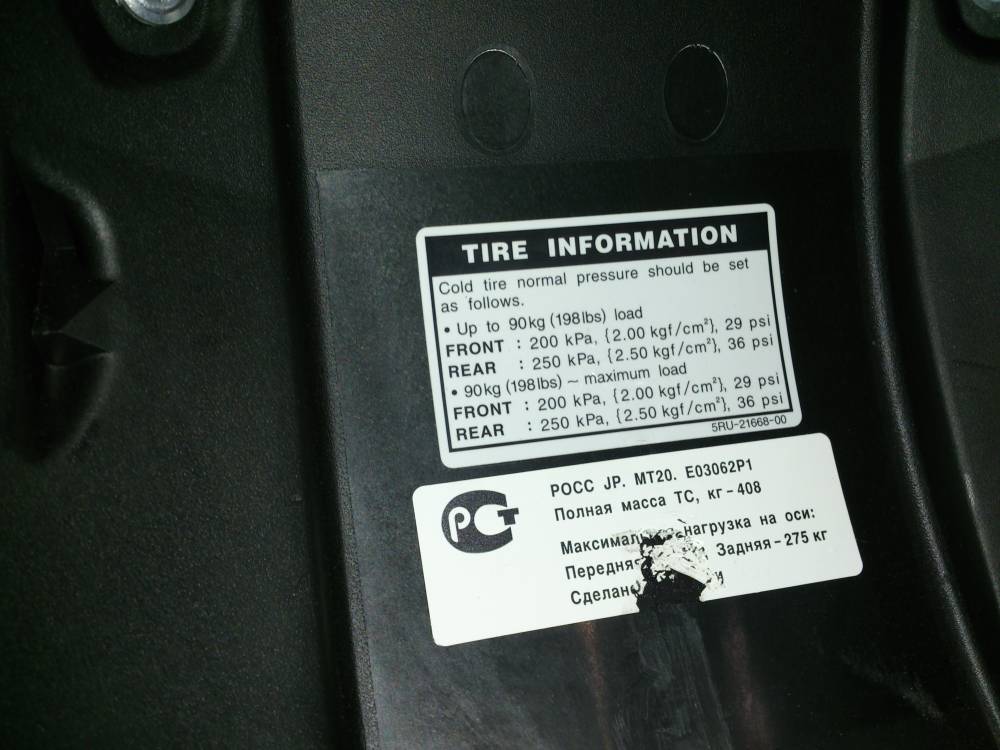 TIRE INFORMATION
Cold tire normal pressure should be set
as follows.
• Up to 90kg (198lbs) load
FRONT : 200 kPa, {2.00 kgf/cm²}, 29 psi
REAR : 250 kPa, {2.50 kgf/cm²}, 36 psi
• 90kg (198lbs) ~ maximum load
FRONT : 200 kPa, {2.00 kgf/cm²}, 29 psi
REAR : 250 kPa, {2.50 kgf/cm²}, 36 psi
5RU-21668-00
РСТ
РОСС JP. МТ20. Е03062Р1
Полная масса ТС, кг – 408
нагрузка на оси:
Задняя – 275 кг